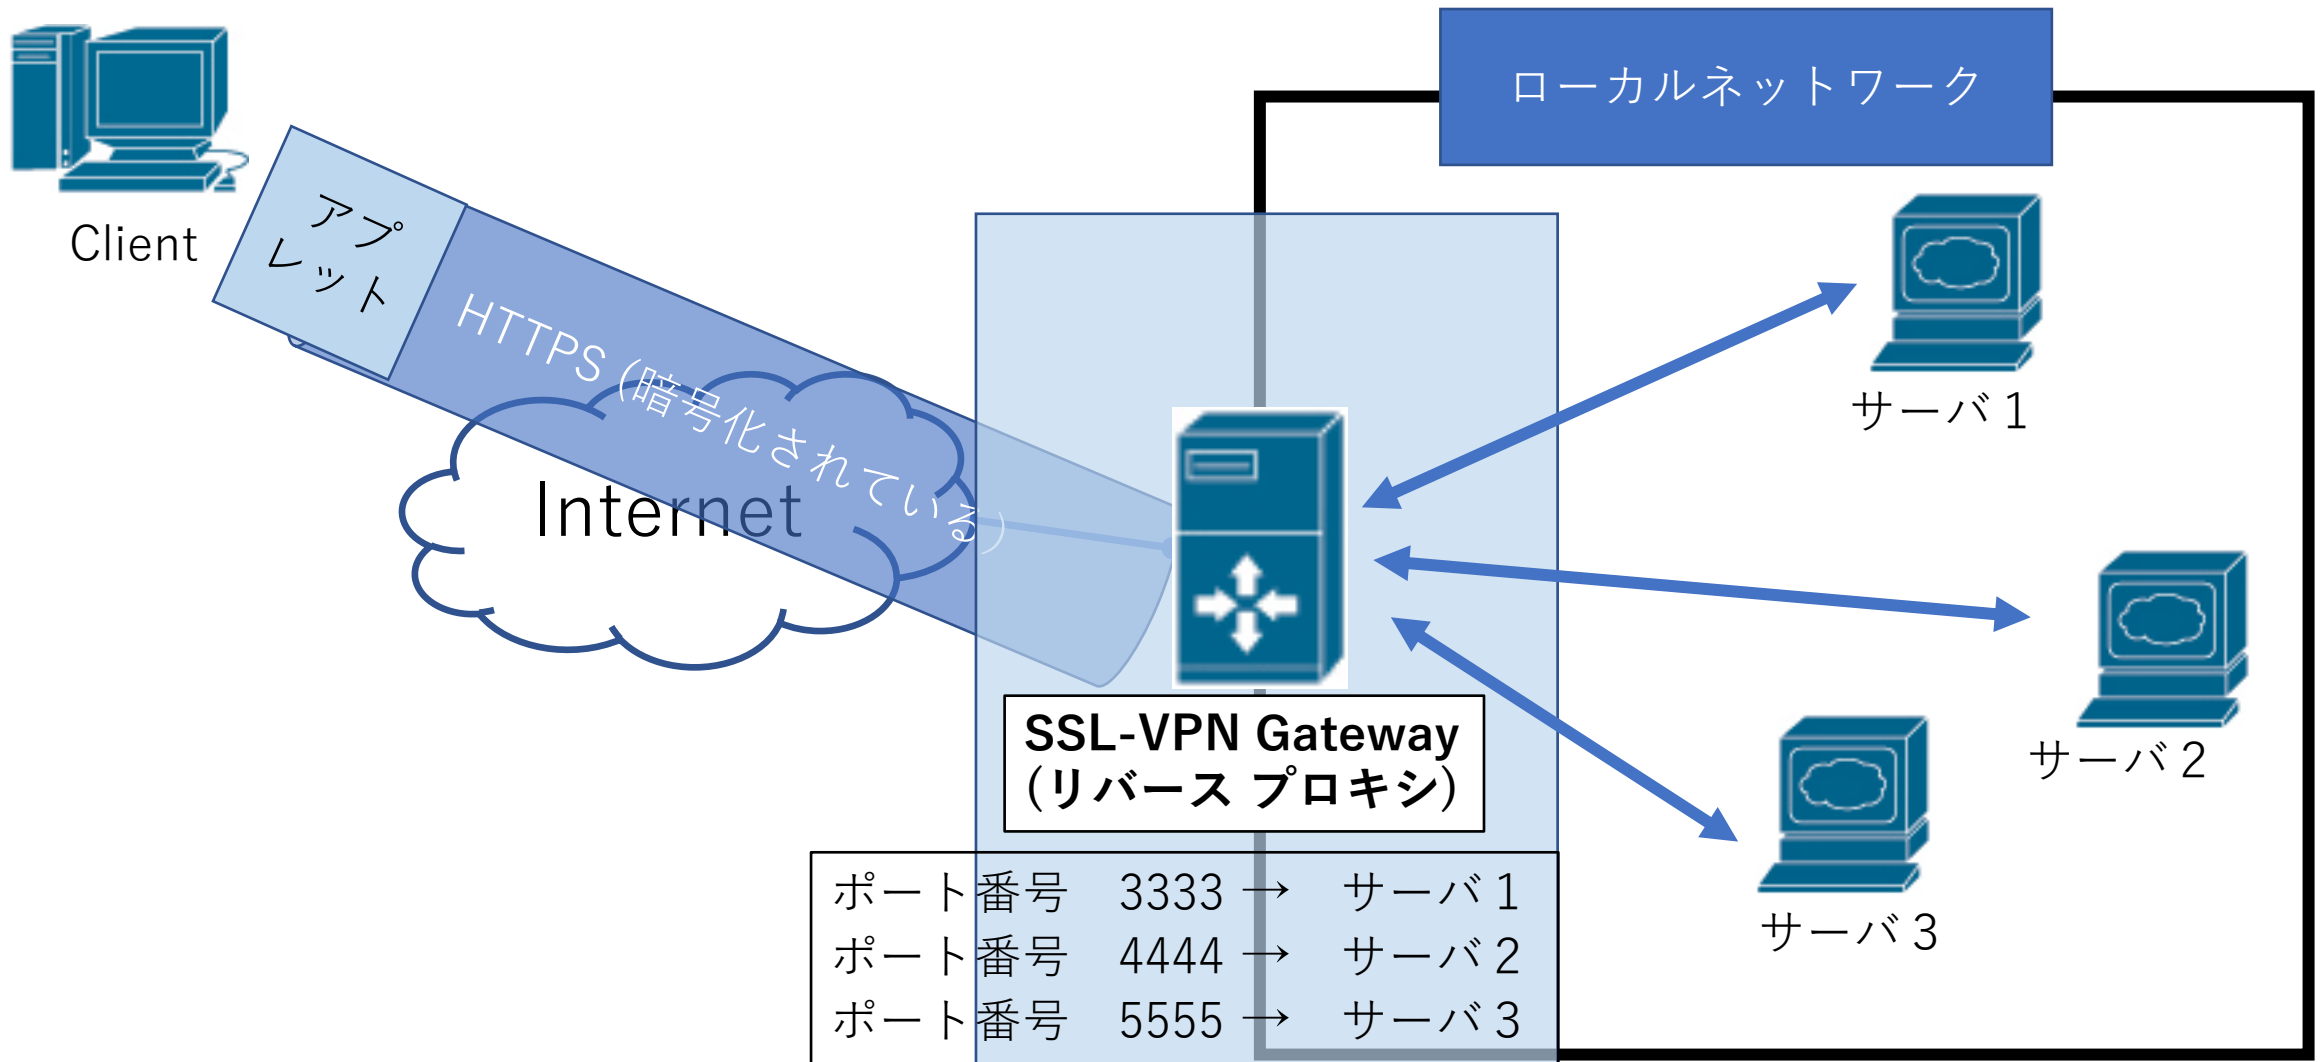 ローカルネットワーク
Client
アプ
レット
HTTPS (暗号化されている)
Internet
サーバ 1
サーバ 2
サーバ 3
SSL-VPN Gateway
(リバース プロキシ)
ポート番号　3333 →　サーバ 1
ポート番号　4444 →　サーバ 2
ポート番号　5555 →　サーバ 3